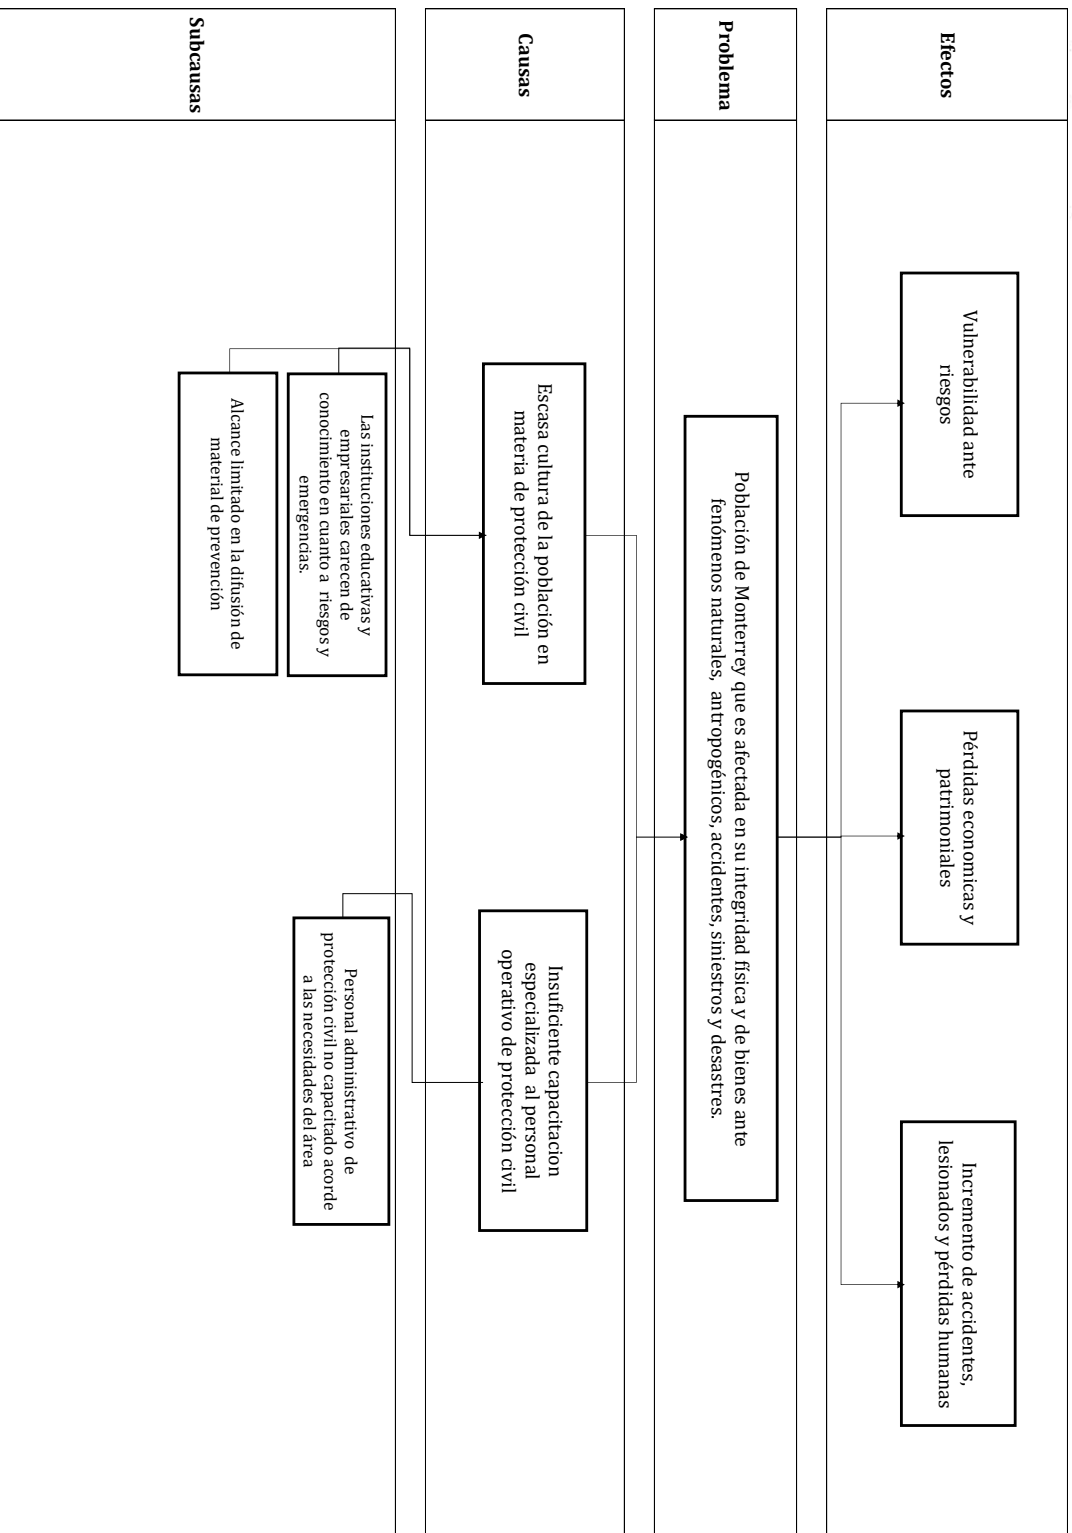 Efectos
Vulnerabilidad ante
riesgos
Pérdidas economicas y
patrimoniales
Incremento de accidentes,
lesionados y pérdidas humanas
Problema
Población de Monterrey que es afectada en su integridad física y de bienes ante
fenómenos naturales, antropogénicos, accidentes, siniestros y desastres.
Causas
Escasa cultura de la población en
materia de protección civil
Insuficiente capacitacion
especializada al personal
operativo de protección civil
Subcausas
Las instituciones educativas y
empresariales carecen de
conocimiento en cuanto a riesgos y
emergencias.
Alcance limitado en la difusión de
material de prevención
Personal administrativo de
protección civil no capacitado acorde
a las necesidades del área